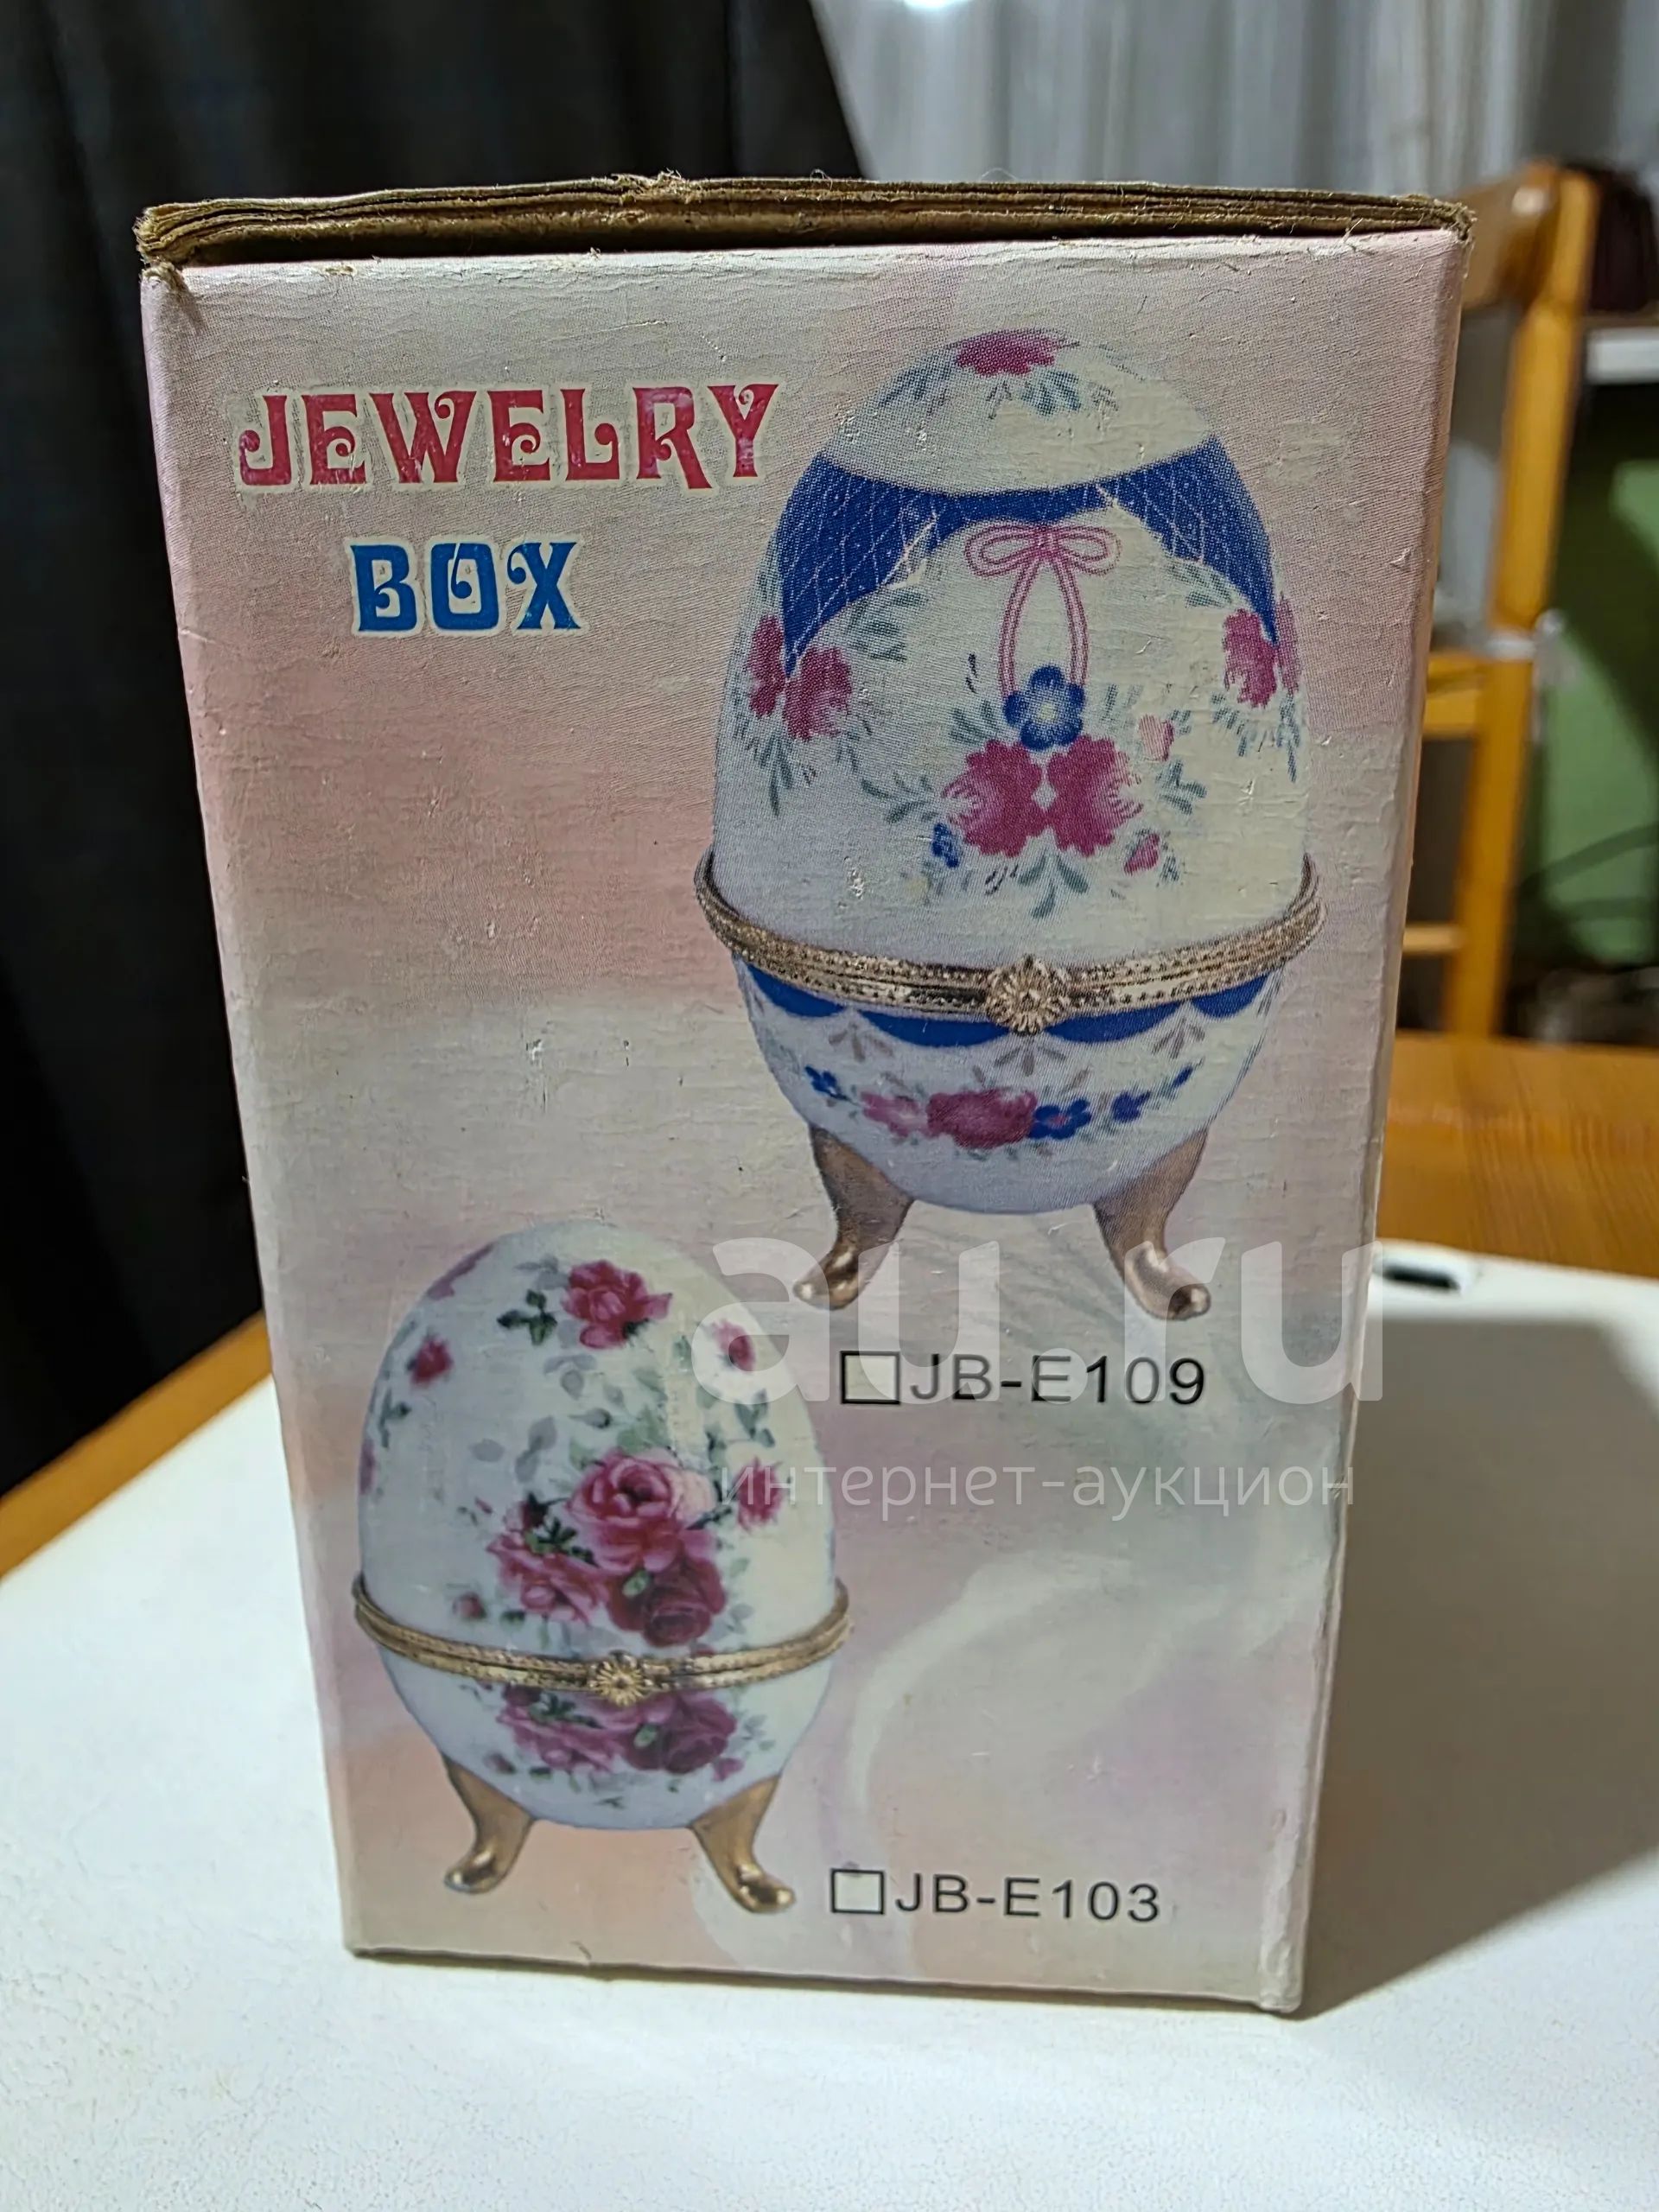 JEWELRY
BOX
au.ru
JB-E109
интернет-аукцион
JB-E103